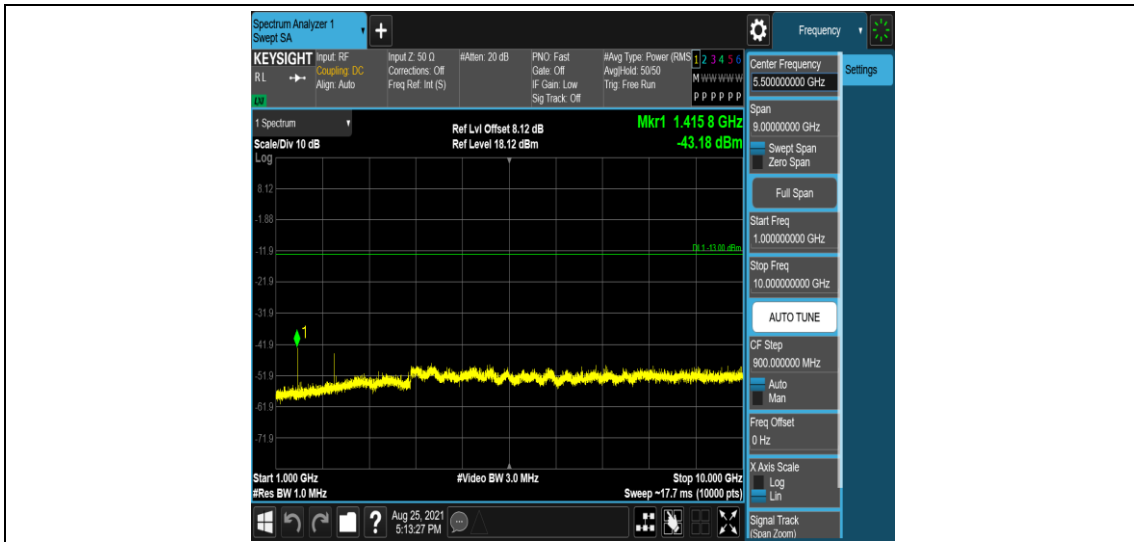 Spectrum Analyzer 1
Swept SA
+
Frequency
KEYSIGHT
RL
LXI
Input: RF
Coupling: DC
Align: Auto
Input Z: 50 Ω
Corrections: Off
Freq Ref: Int (S)
#Atten: 20 dB
PNO: Fast
Gate: Off
IF Gain: Low
Sig Track: Off
#Avg Type: Power (RMS
Avg|Hold: 50/50
Trig: Free Run
1 2 3 4 5 6
M W W W W W
P P P P P P
Center Frequency
5.500000000 GHz
Settings
Span
9.00000000 GHz
Swept Span
Zero Span
Full Span
Start Freq
1.000000000 GHz
Stop Freq
10.000000000 GHz
AUTO TUNE
CF Step
900.000000 MHz
Auto
Man
Freq Offset
0 Hz
X Axis Scale
Log
Lin
Signal Track
(Span Zoom)
1 Spectrum
Scale/Div 10 dB
Ref Lvl Offset 8.12 dB
Ref Level 18.12 dBm
Mkr1 1.415 8 GHz
-43.18 dBm
Log
8.12
-1.88
-11.9
DL1 -13.00 dBm
-21.9
-31.9
1
-41.9
-51.9
-61.9
-71.9
Start 1.000 GHz
#Res BW 1.0 MHz
#Video BW 3.0 MHz
Stop 10.000 GHz
Sweep ~17.7 ms (10000 pts)
?
Aug 25, 2021
5:13:27 PM